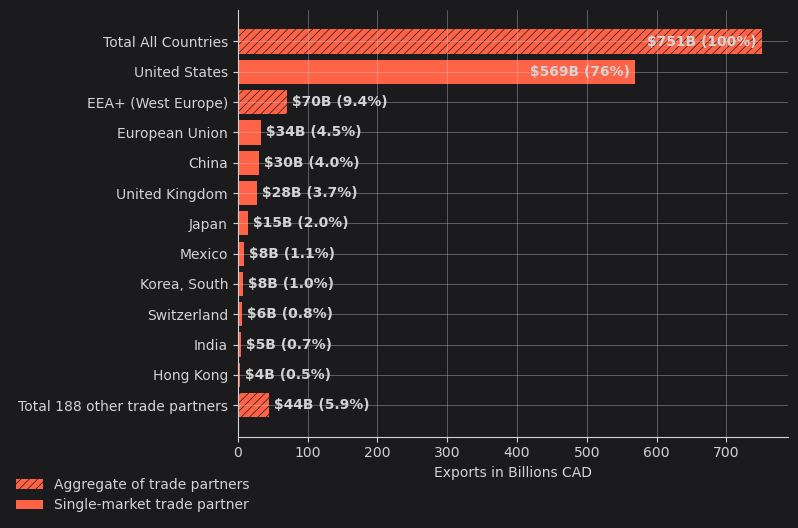 Total All Countries $751B (100%)
United States $569B (76%)
EEA+ (West Europe) $70B (9.4%)
European Union $34B (4.5%)
China $30B (4.0%)
United Kingdom $28B (3.7%)
Japan $15B (2.0%)
Mexico $8B (1.1%)
Korea, South $8B (1.0%)
Switzerland $6B (0.8%)
India $5B (0.7%)
Hong Kong $4B (0.5%)
Total 188 other trade partners $44B (5.9%)
0 100 200 300 400 500 600 700
Exports in Billions CAD
Aggregate of trade partners
Single-market trade partner